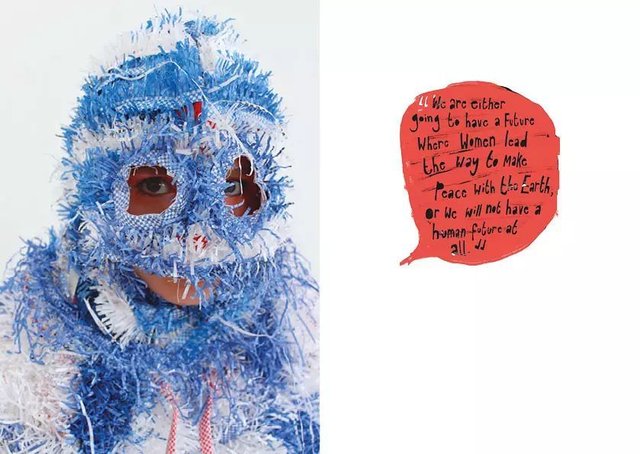 “We are either
going to have a Future
where Women lead
the way to Make
Peace with the Earth,
or We will not have a
human future at
all.”